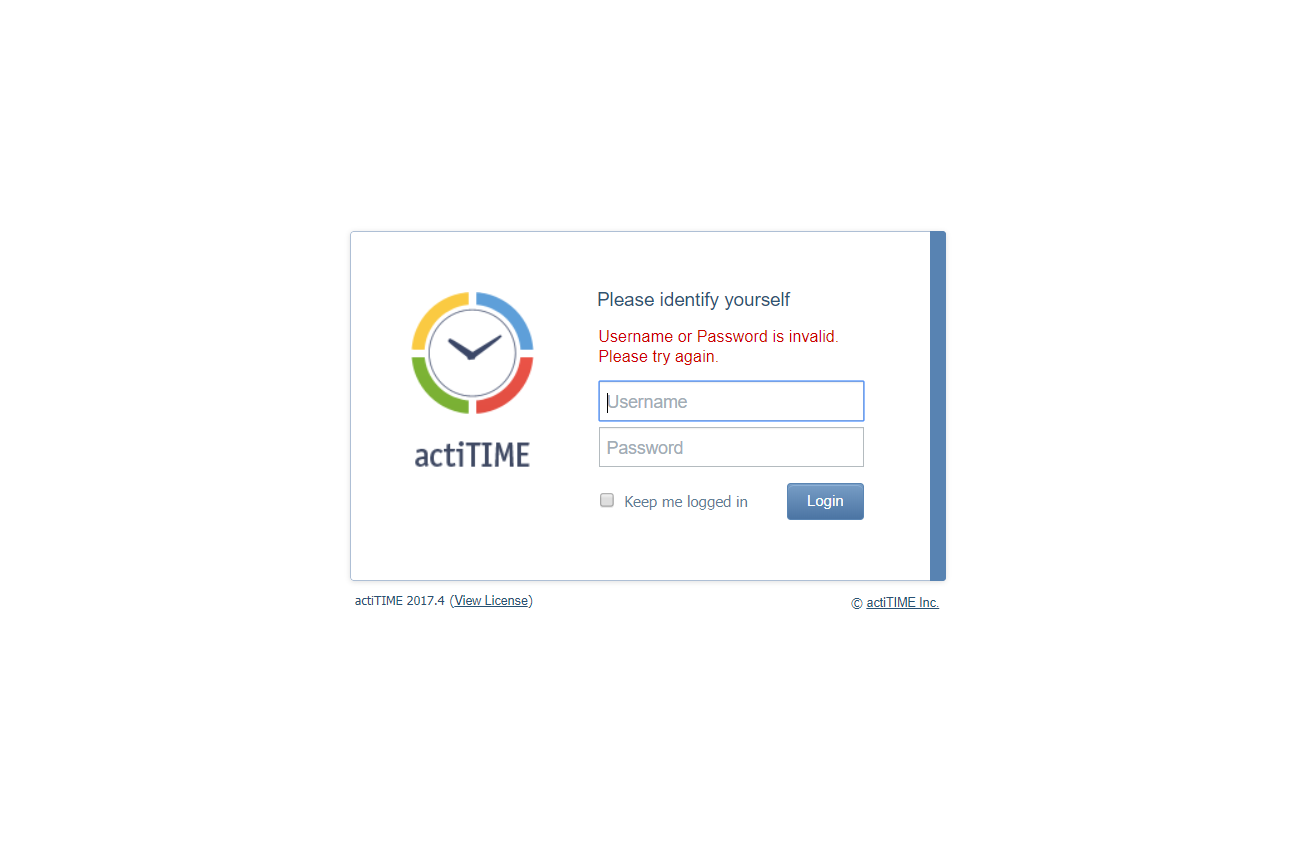 Please identify yourself
Username or Password is invalid.
Please try again.
Username
Password
Keep me logged in
Login
actiTIME
actiTIME 2017.4 (View License)
© actiTIME Inc.